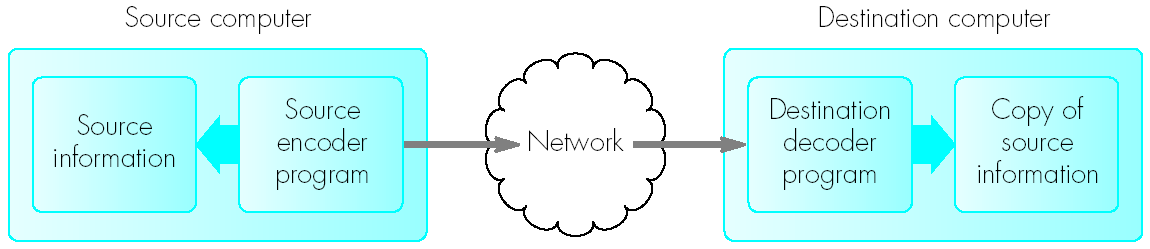 Source computer
Destination computer
Source
information
Source
encoder
program
Network
Destination
decoder
program
Copy of
source
information